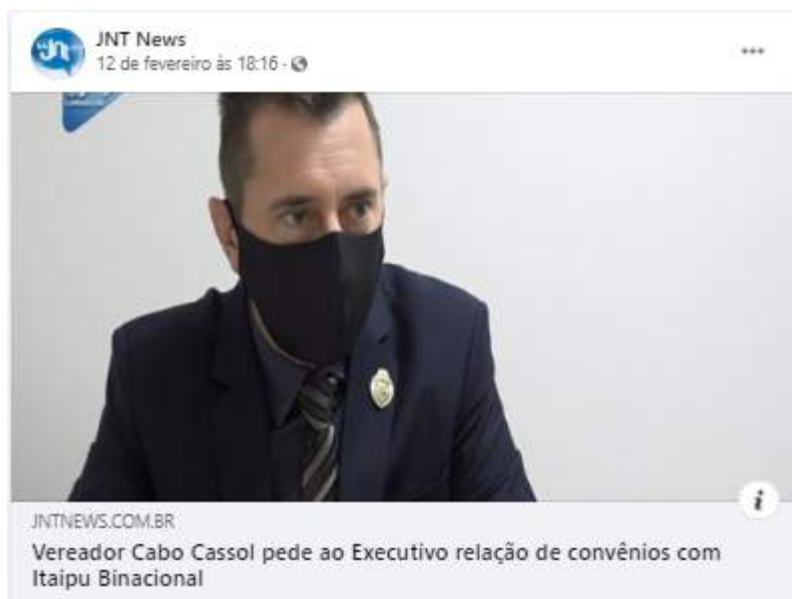 JNT News
12 de fevereiro às 18:16 ·
JNTNEWS.COM.BR
Vereador Cabo Cassol pede ao Executivo relação de convênios com
Itaipu Binacional